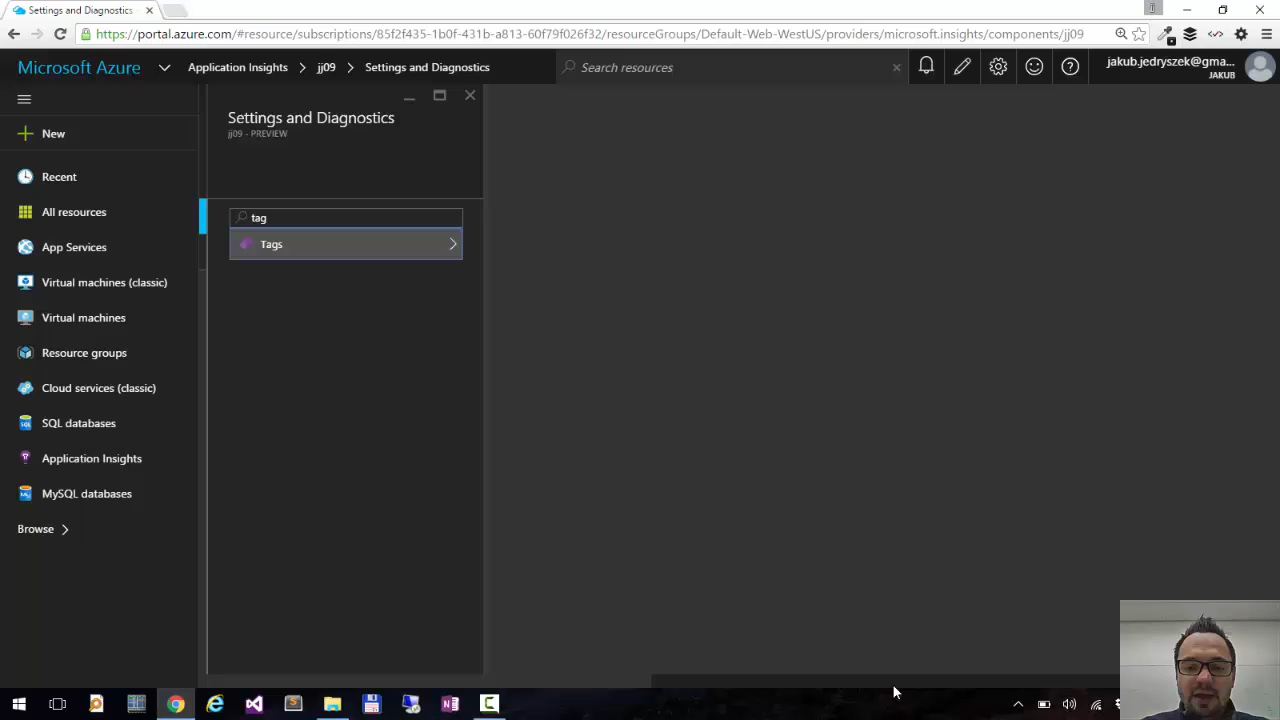 Settings and Diagnostics
https://portal.azure.com/#resource/subscriptions/85f2f435-1b0f-431b-a813-60f79f026f32/resourceGroups/Default-Web-WestUS/providers/microsoft.insights/components/jj09
Microsoft Azure
Application Insights
jj09
Settings and Diagnostics
Search resources
jakub.jedryszek@gma...
JAKUB
New
Recent
All resources
App Services
Virtual machines (classic)
Virtual machines
Resource groups
Cloud services (classic)
SQL databases
Application Insights
MySQL databases
Browse
Settings and Diagnostics
jj09 - PREVIEW
tag
Tags